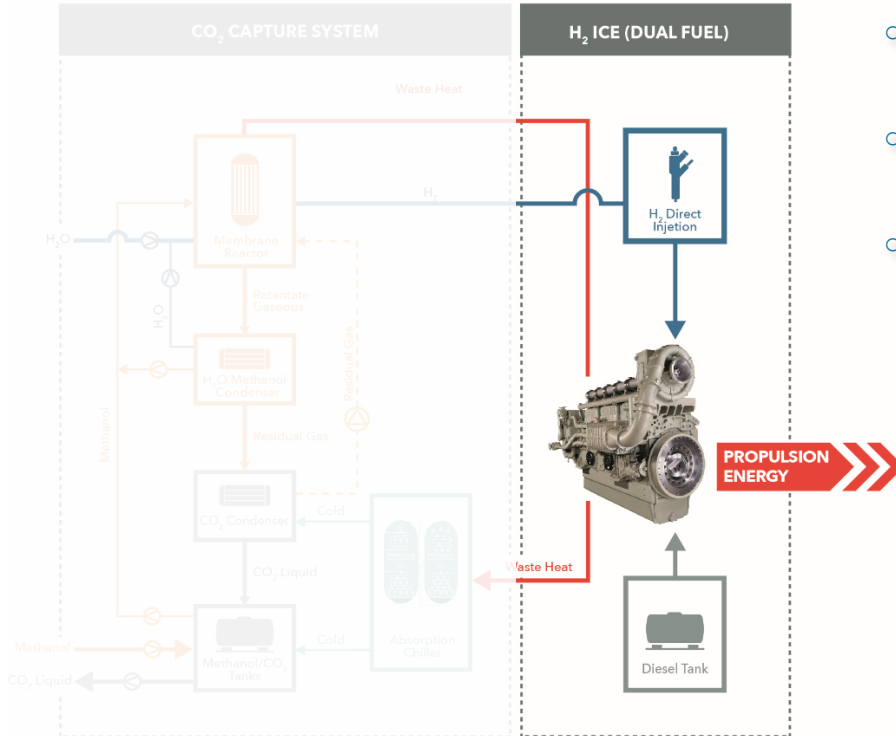 CO₂ CAPTURE SYSTEM
H₂ ICE (DUAL FUEL)
Waste Heat
H₂
H₂ Direct
Injetion
H₂O
Membrane
Reactor
Retentate
Gaseous
H₂O
H₂O Methanol
Condenser
Residual Gas
Methanol
Residual Gas
PROPULSION
ENERGY
CO₂ Condenser
Cold
Waste Heat
CO₂ Liquid
Cold
Absorption
Chiller
Methanol
Methanol/CO₂
Tanks
Diesel Tank
CO₂ Liquid